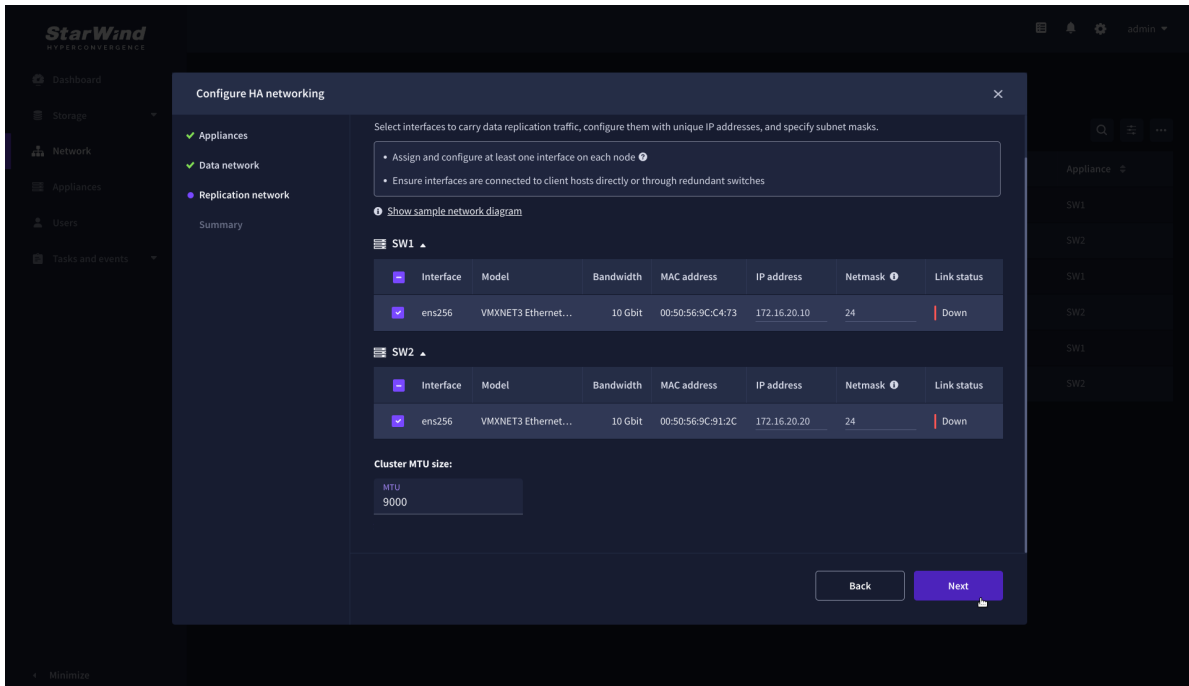 StarWind
HYPERCONVERGENCE
admin
Dashboard
Storage
Network
Appliances
Users
Tasks and events
Minimize
Appliance
SW1
SW2
SW1
SW2
SW1
SW2
Configure HA networking
Appliances
Data network
Replication network
Summary
Select interfaces to carry data replication traffic, configure them with unique IP addresses, and specify subnet masks.
• Assign and configure at least one interface on each node
• Ensure interfaces are connected to client hosts directly or through redundant switches
Show sample network diagram
SW1
Interface Model Bandwidth MAC address IP address Netmask Link status
ens256 VMXNET3 Ethernet... 10 Gbit 00:50:56:9C:C4:73 172.16.20.10 24 Down
SW2
Interface Model Bandwidth MAC address IP address Netmask Link status
ens256 VMXNET3 Ethernet... 10 Gbit 00:50:56:9C:91:2C 172.16.20.20 24 Down
Cluster MTU size:
MTU
9000
Back Next